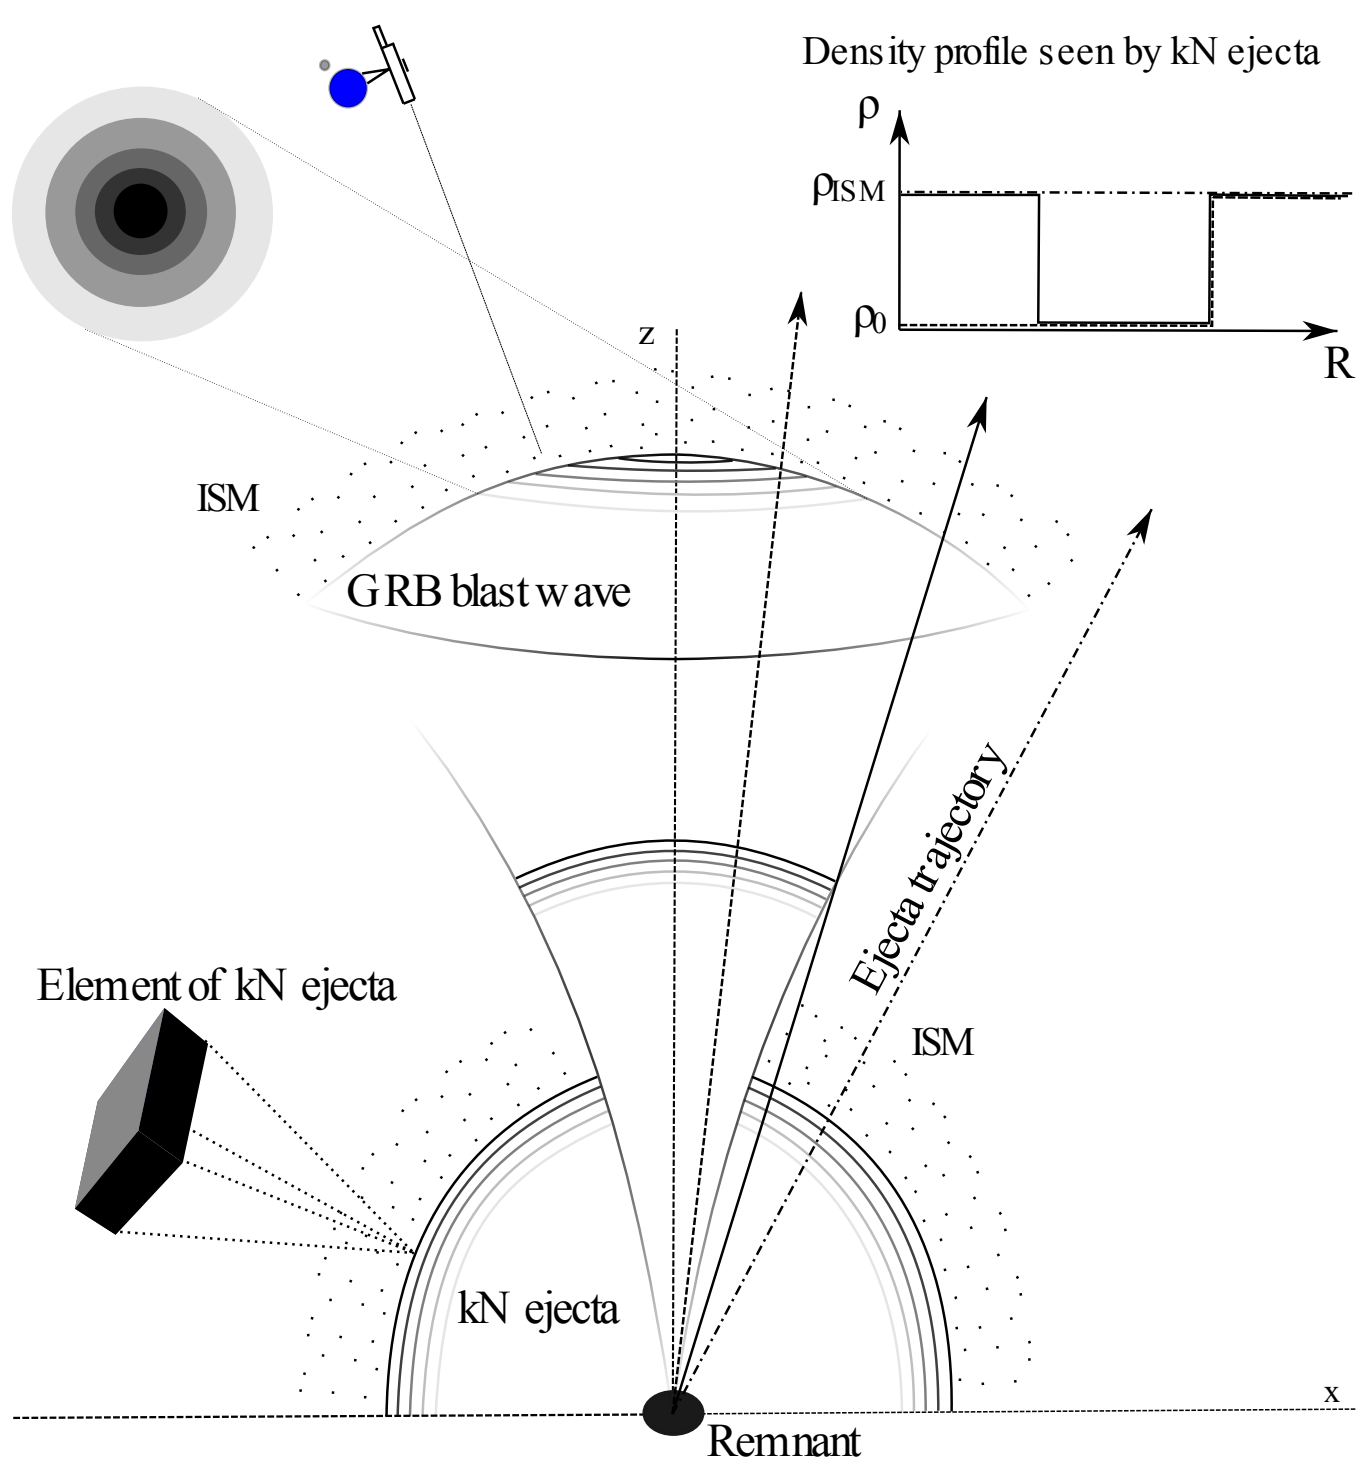 Density profile seen by kN ejecta
ρ
ρISM
ρ0
R
z
ISM
GRB blast wave
Ejecta trajectory
Element of kN ejecta
ISM
kN ejecta
x
Remnant